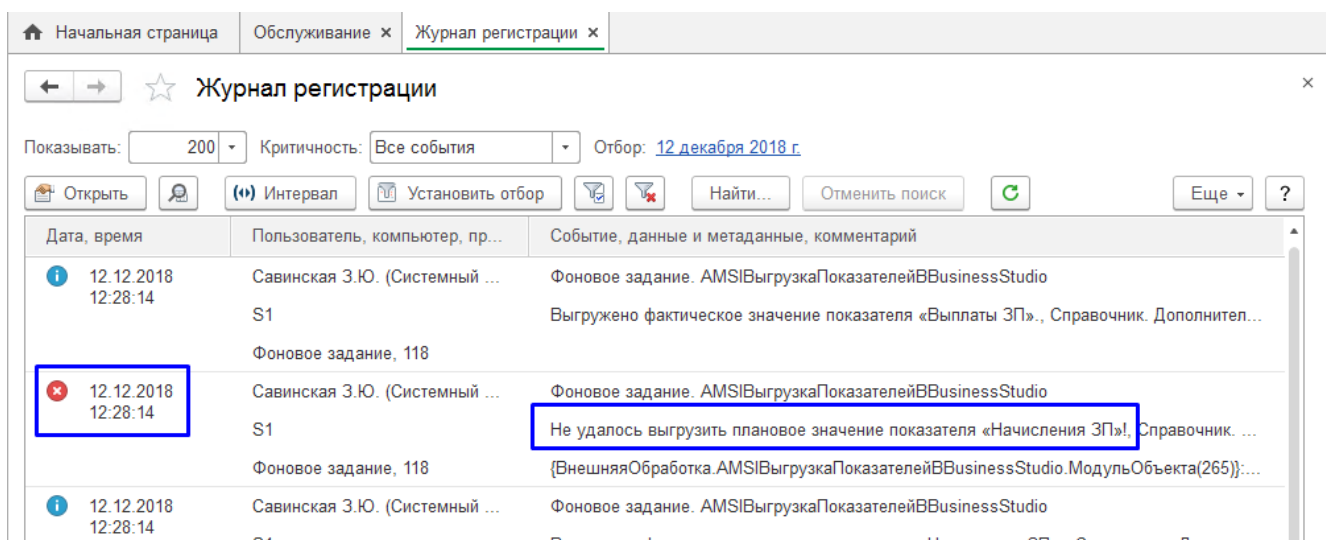 Начальная страница
Обслуживание ×
Журнал регистрации ×
Журнал регистрации
Показывать: 200 Критичность: Все события Отбор: 12 декабря 2018 г.
Открыть Интервал Установить отбор Найти... Отменить поиск Еще ?
Дата, время Пользователь, компьютер, пр... Событие, данные и метаданные, комментарий
12.12.2018 Савинская З.Ю. (Системный ... Фоновое задание. AMSIВыгрузкаПоказателейВBusinessStudio
12:28:14
S1 Выгружено фактическое значение показателя «Выплаты ЗП»., Справочник. Дополнител...
Фоновое задание, 118
12.12.2018 Савинская З.Ю. (Системный ... Фоновое задание. AMSIВыгрузкаПоказателейВBusinessStudio
12:28:14
S1 Не удалось выгрузить плановое значение показателя «Начисления ЗП»!, Справочник. ...
Фоновое задание, 118 {ВнешняяОбработка.AMSIВыгрузкаПоказателейВBusinessStudio.МодульОбъекта(265)}:...
12.12.2018 Савинская З.Ю. (Системный ... Фоновое задание. AMSIВыгрузкаПоказателейВBusinessStudio
12:28:14